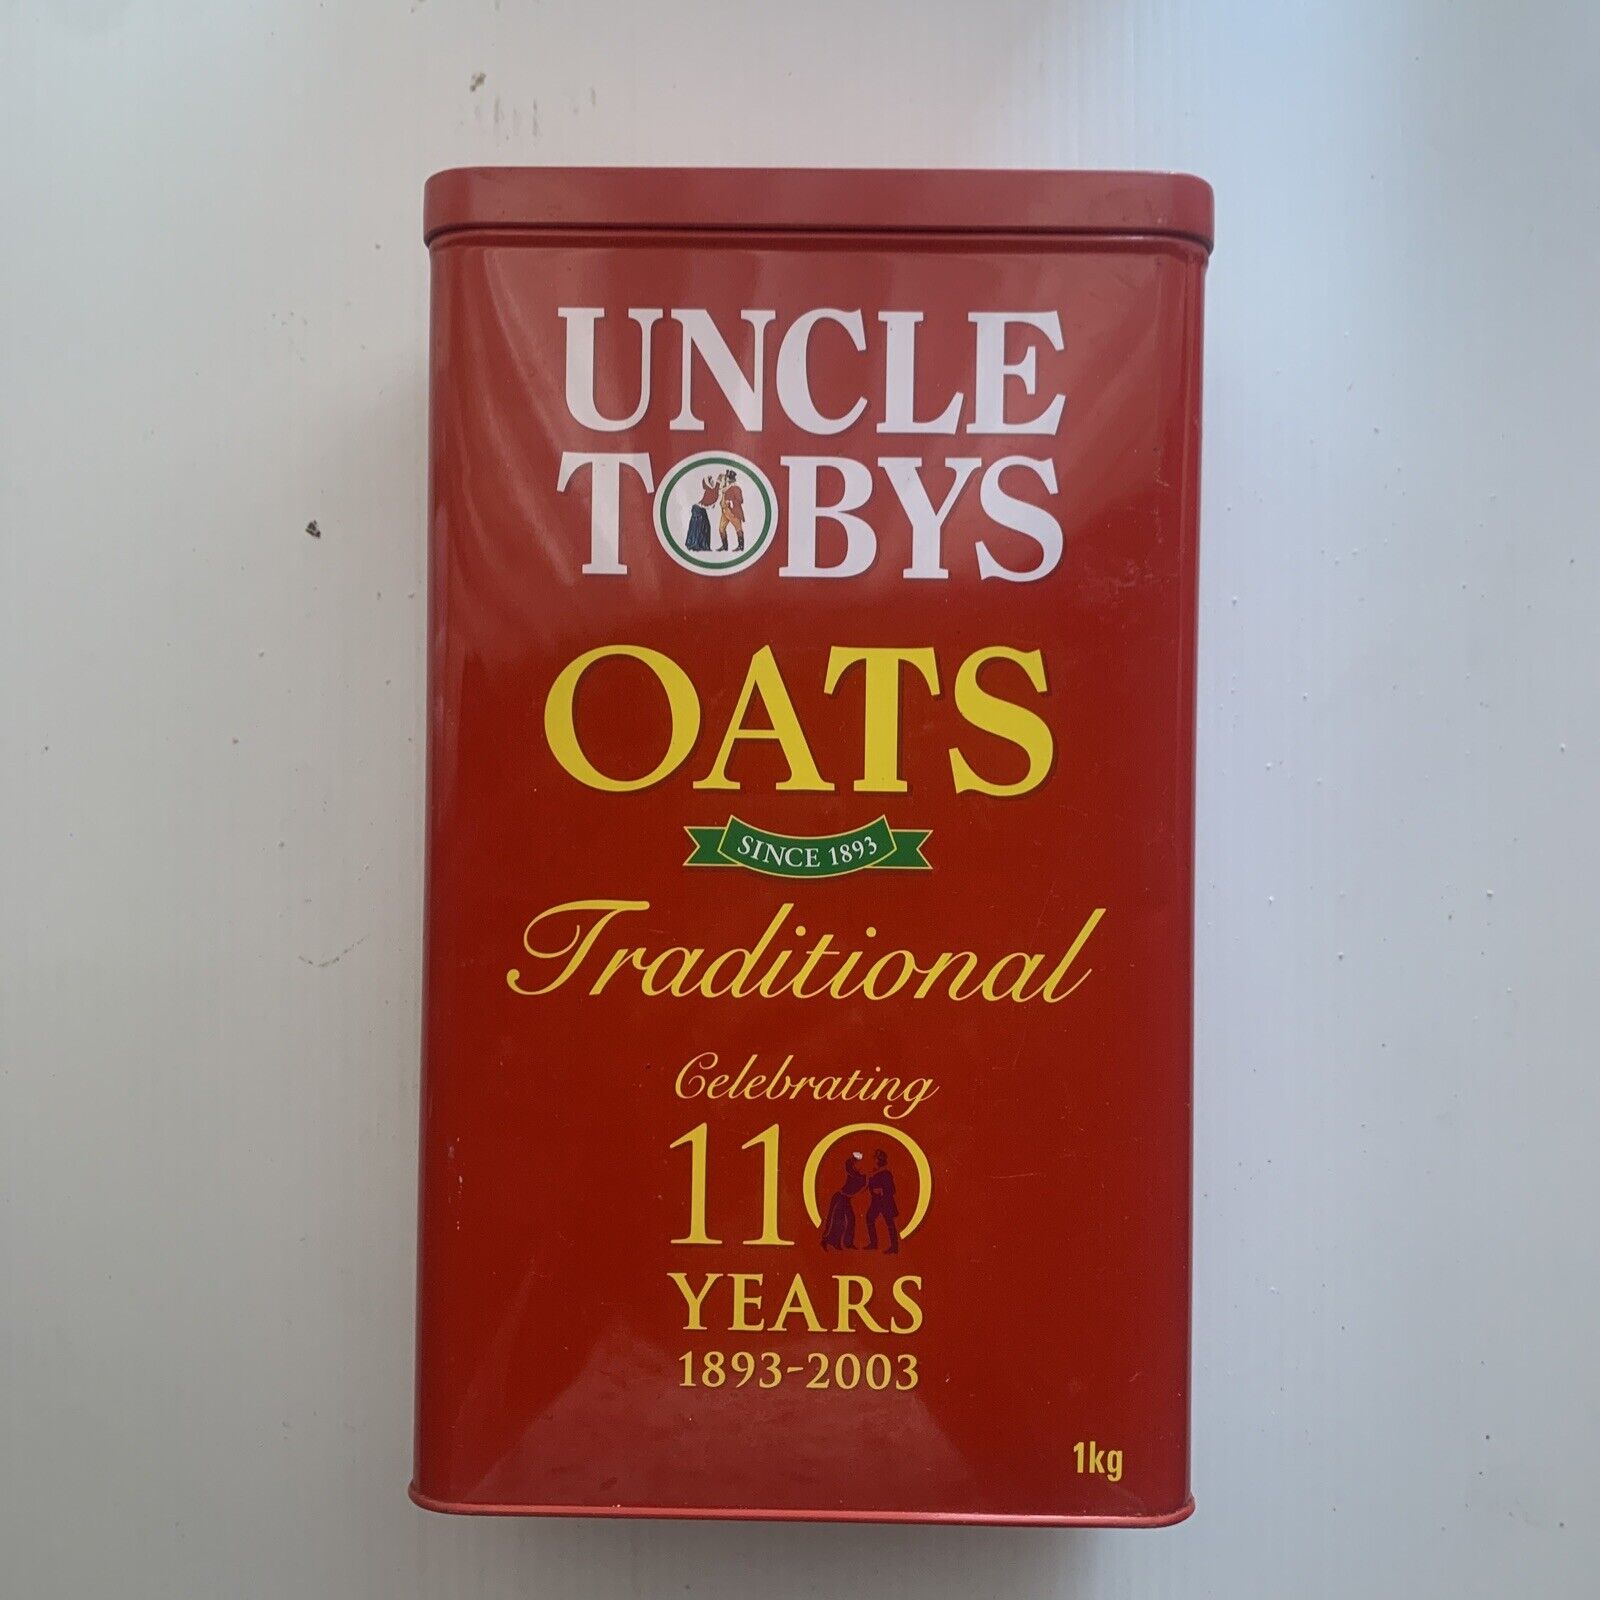 UNCLE
TOBYS
OATS
SINCE 1893
Traditional
Celebrating
110
YEARS
1893-2003
1kg